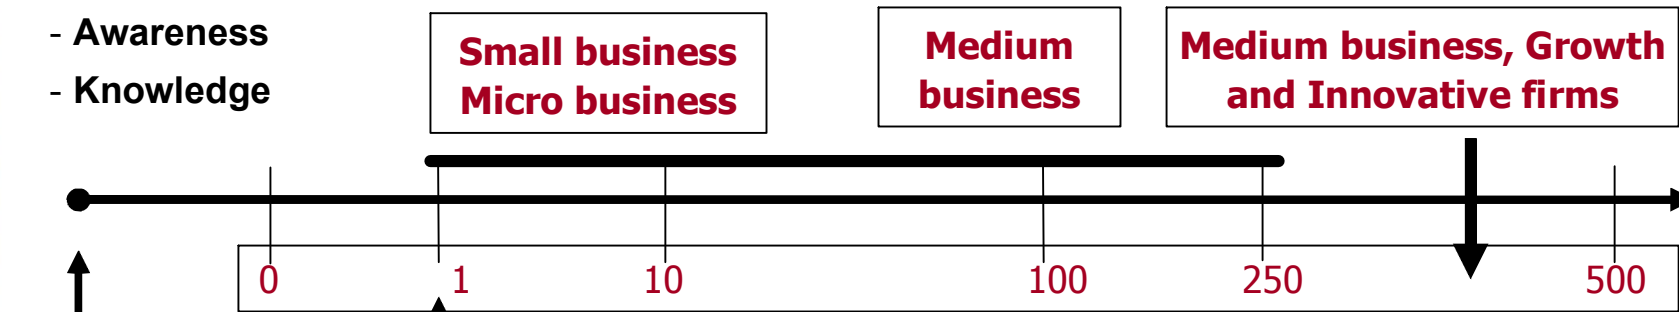 - Awareness
- Knowledge
Small business
Micro business
Medium
business
Medium business, Growth
and Innovative firms
0 1 10 100 250 500